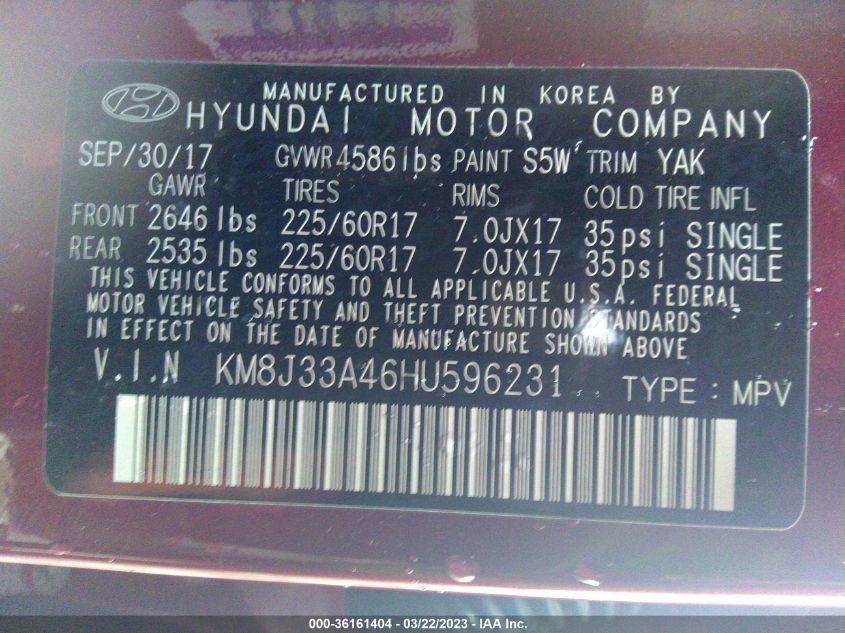 MANUFACTURED IN KOREA BY
HYUNDAI MOTOR COMPANY
SEP/30/17 GVWR 4586 lbs PAINT S5W TRIM YAK
GAWR TIRES RIMS COLD TIRE INFL
FRONT 2646 lbs 225/60R17 7.0JX17 35psi SINGLE
REAR 2535 lbs 225/60R17 7.0JX17 35psi SINGLE
THIS VEHICLE CONFORMS TO ALL APPLICABLE U.S.A. FEDERAL
MOTOR VEHICLE SAFETY AND THEFT PREVENTION STANDARDS
IN EFFECT ON THE DATE OF MANUFACTURE SHOWN ABOVE
V.I.N KM8J33A46HU596231 TYPE : MPV
000-36161404 - 03/22/2023 - IAA Inc.